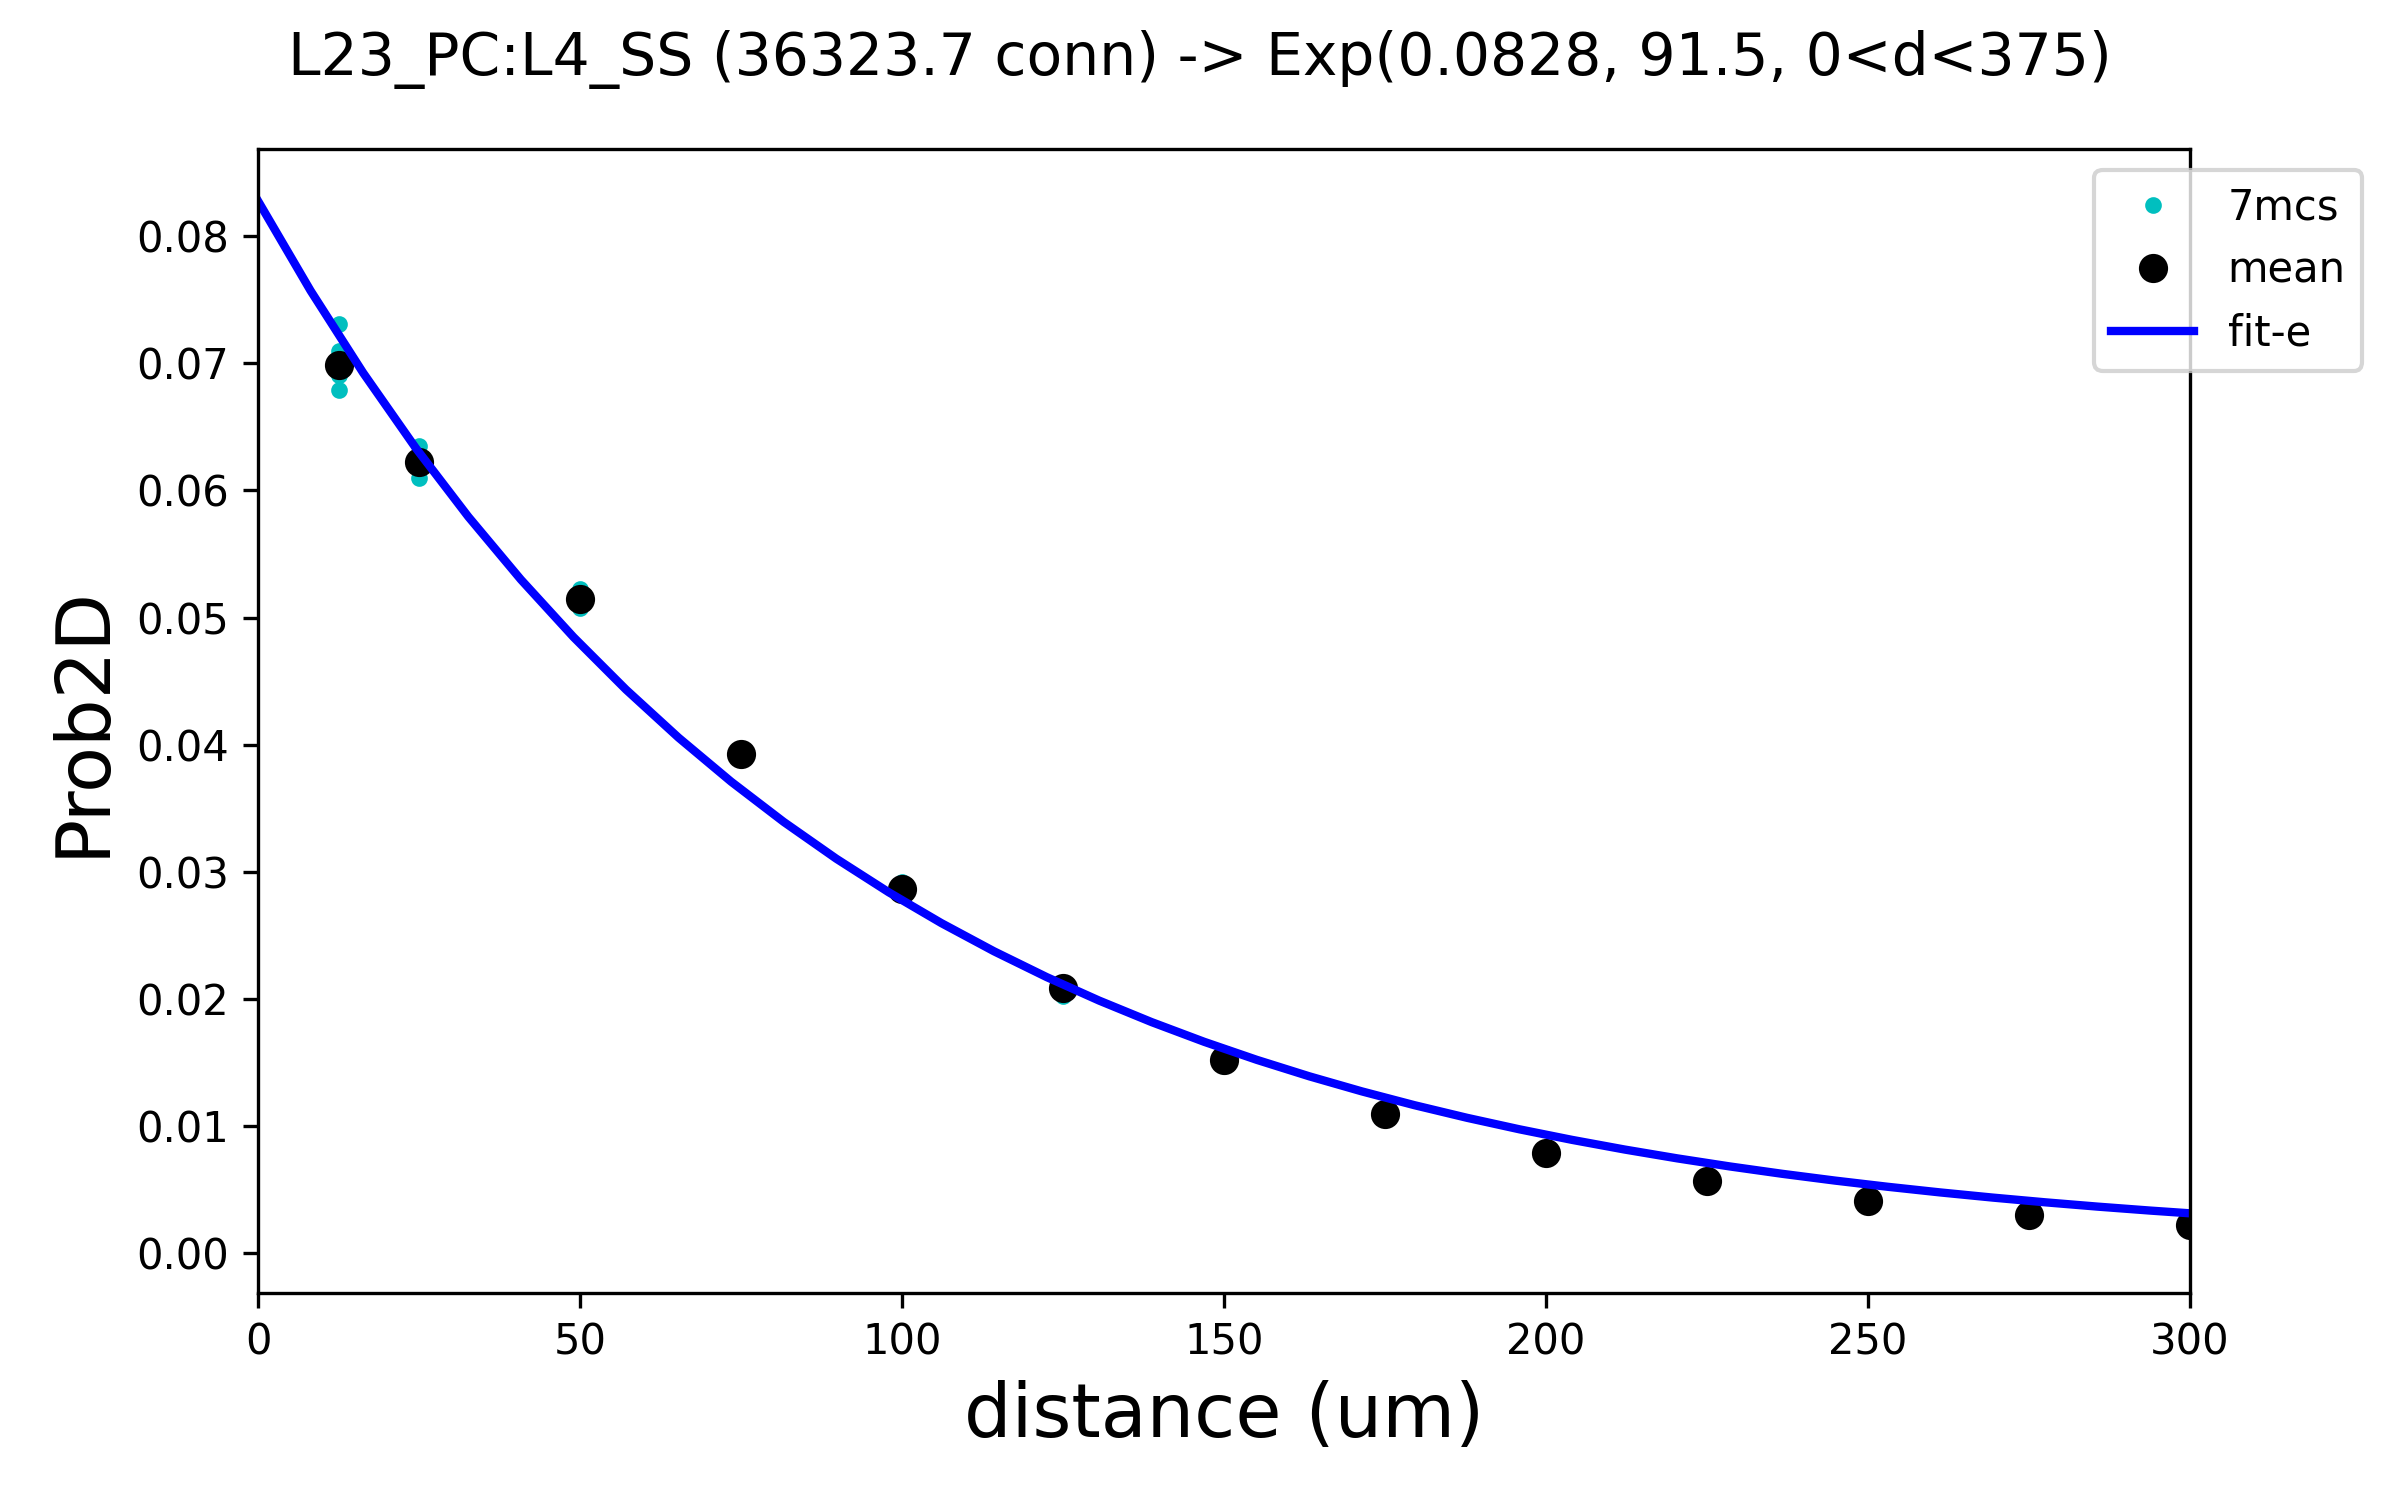 L23_PC:L4_SS (36323.7 conn) -> Exp(0.0828, 91.5, 0<d<375)
7mcs
mean
fit-e
Prob2D
0.08
0.07
0.06
0.05
0.04
0.03
0.02
0.01
0.00
0
50
100
150
200
250
300
distance (um)